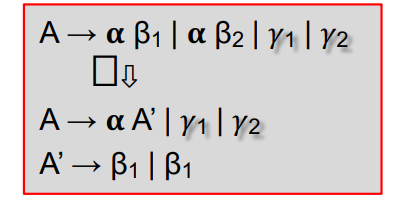 A → α β₁ | α β₂ | γ₁ | γ₂
□⇩
A → α A’ | γ₁ | γ₂
A’ → β₁ | β₁